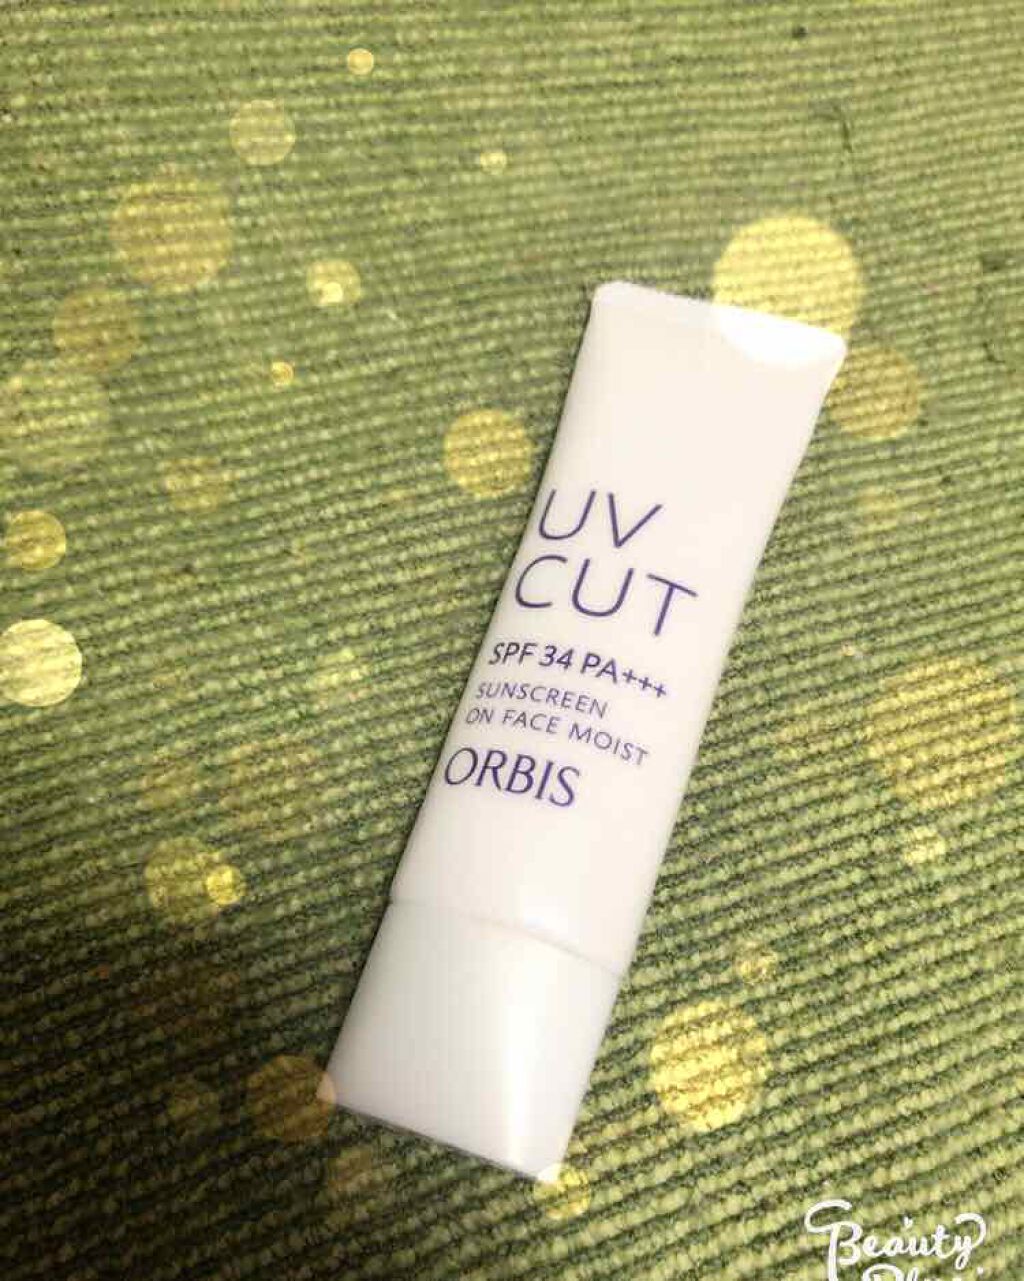 UV
CUT
SPF 34 PA+++
SUNSCREEN
ON FACE MOIST
ORBIS
Beauty